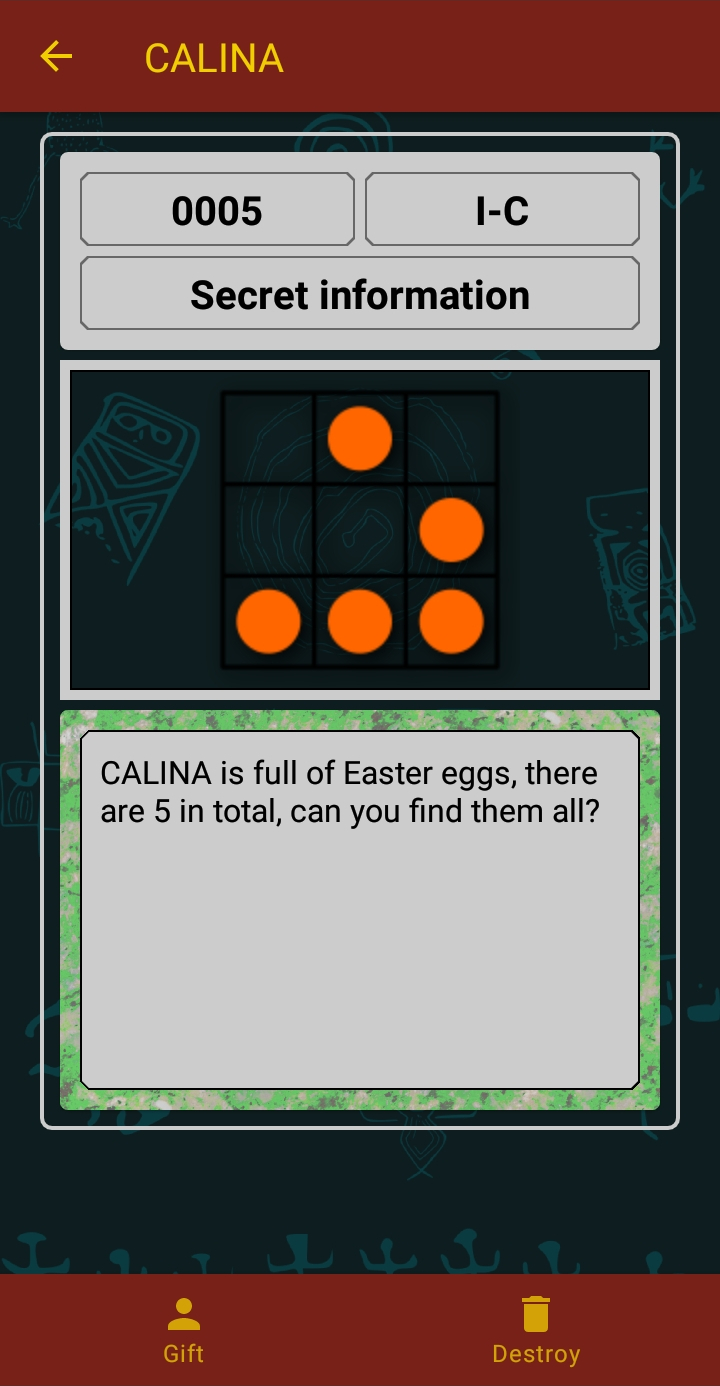 CALINA
0005
I-C
Secret information
CALINA is full of Easter eggs, there
are 5 in total, can you find them all?
Gift
Destroy